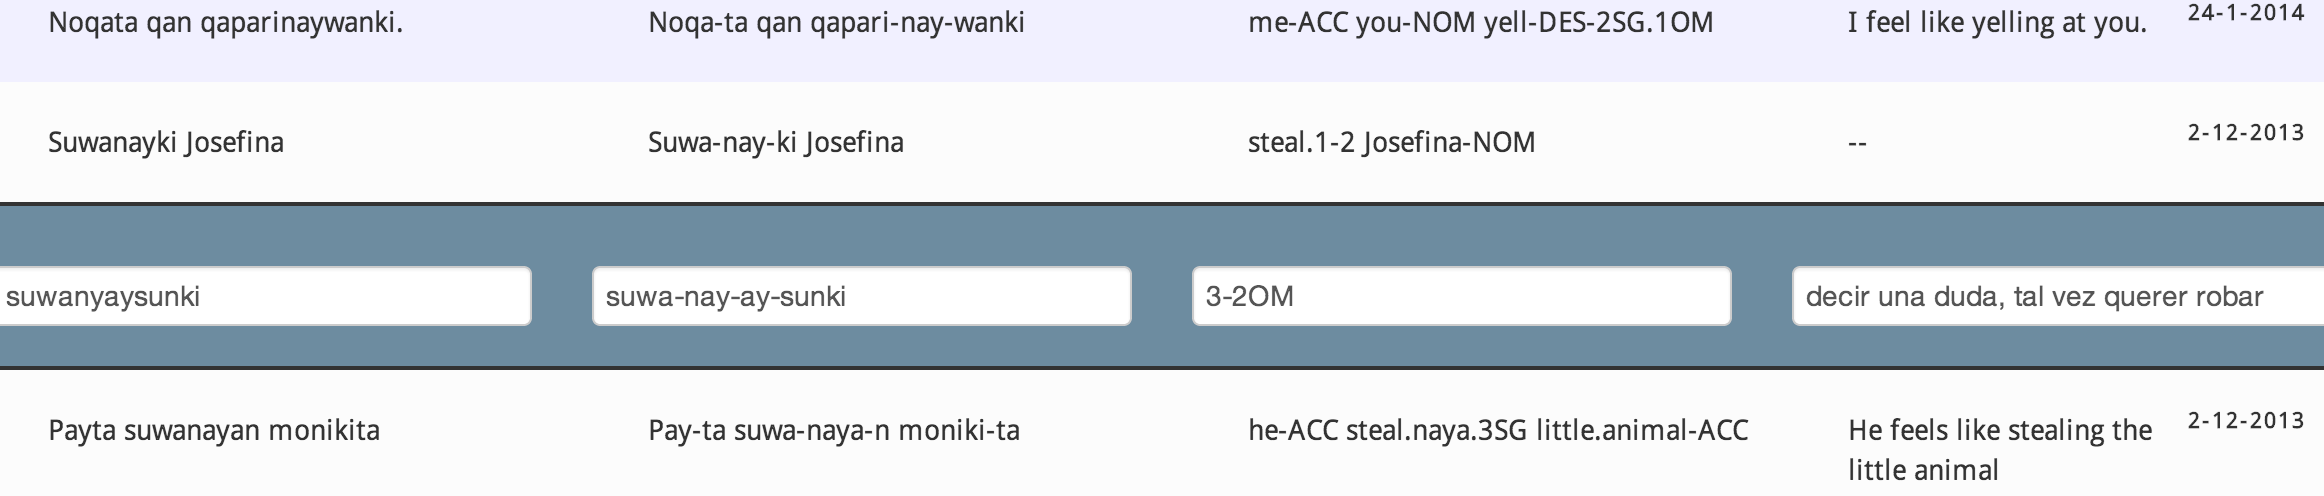 Noqata qan qaparinaywanki.
Noqa-ta qan qapari-nay-wanki
me-ACC you-NOM yell-DES-2SG.1OM
I feel like yelling at you.
24-1-2014
Suwanayki Josefina
Suwa-nay-ki Josefina
steal.1-2 Josefina-NOM
--
2-12-2013
suwanyaysunki
suwa-nay-ay-sunki
3-2OM
decir una duda, tal vez querer robar
Payta suwanayan monikita
Pay-ta suwa-naya-n moniki-ta
he-ACC steal.naya.3SG little.animal-ACC
He feels like stealing the
little animal
2-12-2013